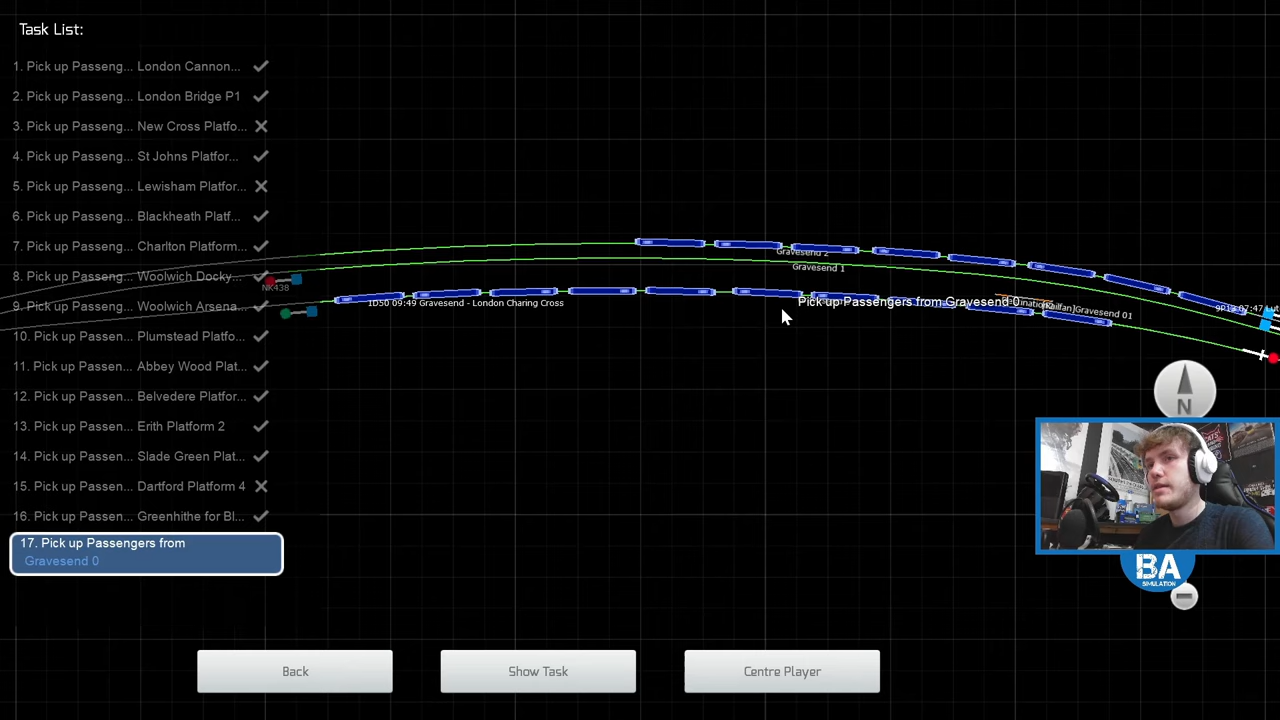 Task List:
1. Pick up Passeng... London Cannon...
2. Pick up Passeng... London Bridge P1
3. Pick up Passeng... New Cross Platfo...
4. Pick up Passeng... St Johns Platfor...
5. Pick up Passeng... Lewisham Platfor...
6. Pick up Passeng... Blackheath Platf...
7. Pick up Passeng... Charlton Platform...
8. Pick up Passeng... Woolwich Docky...
9. Pick up Passeng... Woolwich Arsena...
10. Pick up Passen... Plumstead Platfo...
11. Pick up Passen... Abbey Wood Plat...
12. Pick up Passen... Belvedere Platfor...
13. Pick up Passen... Erith Platform 2
14. Pick up Passen... Slade Green Plat...
15. Pick up Passen... Dartford Platform 4
16. Pick up Passen... Greenhithe for Bl...
17. Pick up Passengers from
Gravesend 0
NK438
Gravesend 2
Gravesend 1
1D50 09:49 Gravesend - London Charing Cross
Pick up Passengers from Gravesend 0
Gravesend 01
9P13 07:47 Lut
N
BA
SIMULATION
Back
Show Task
Centre Player